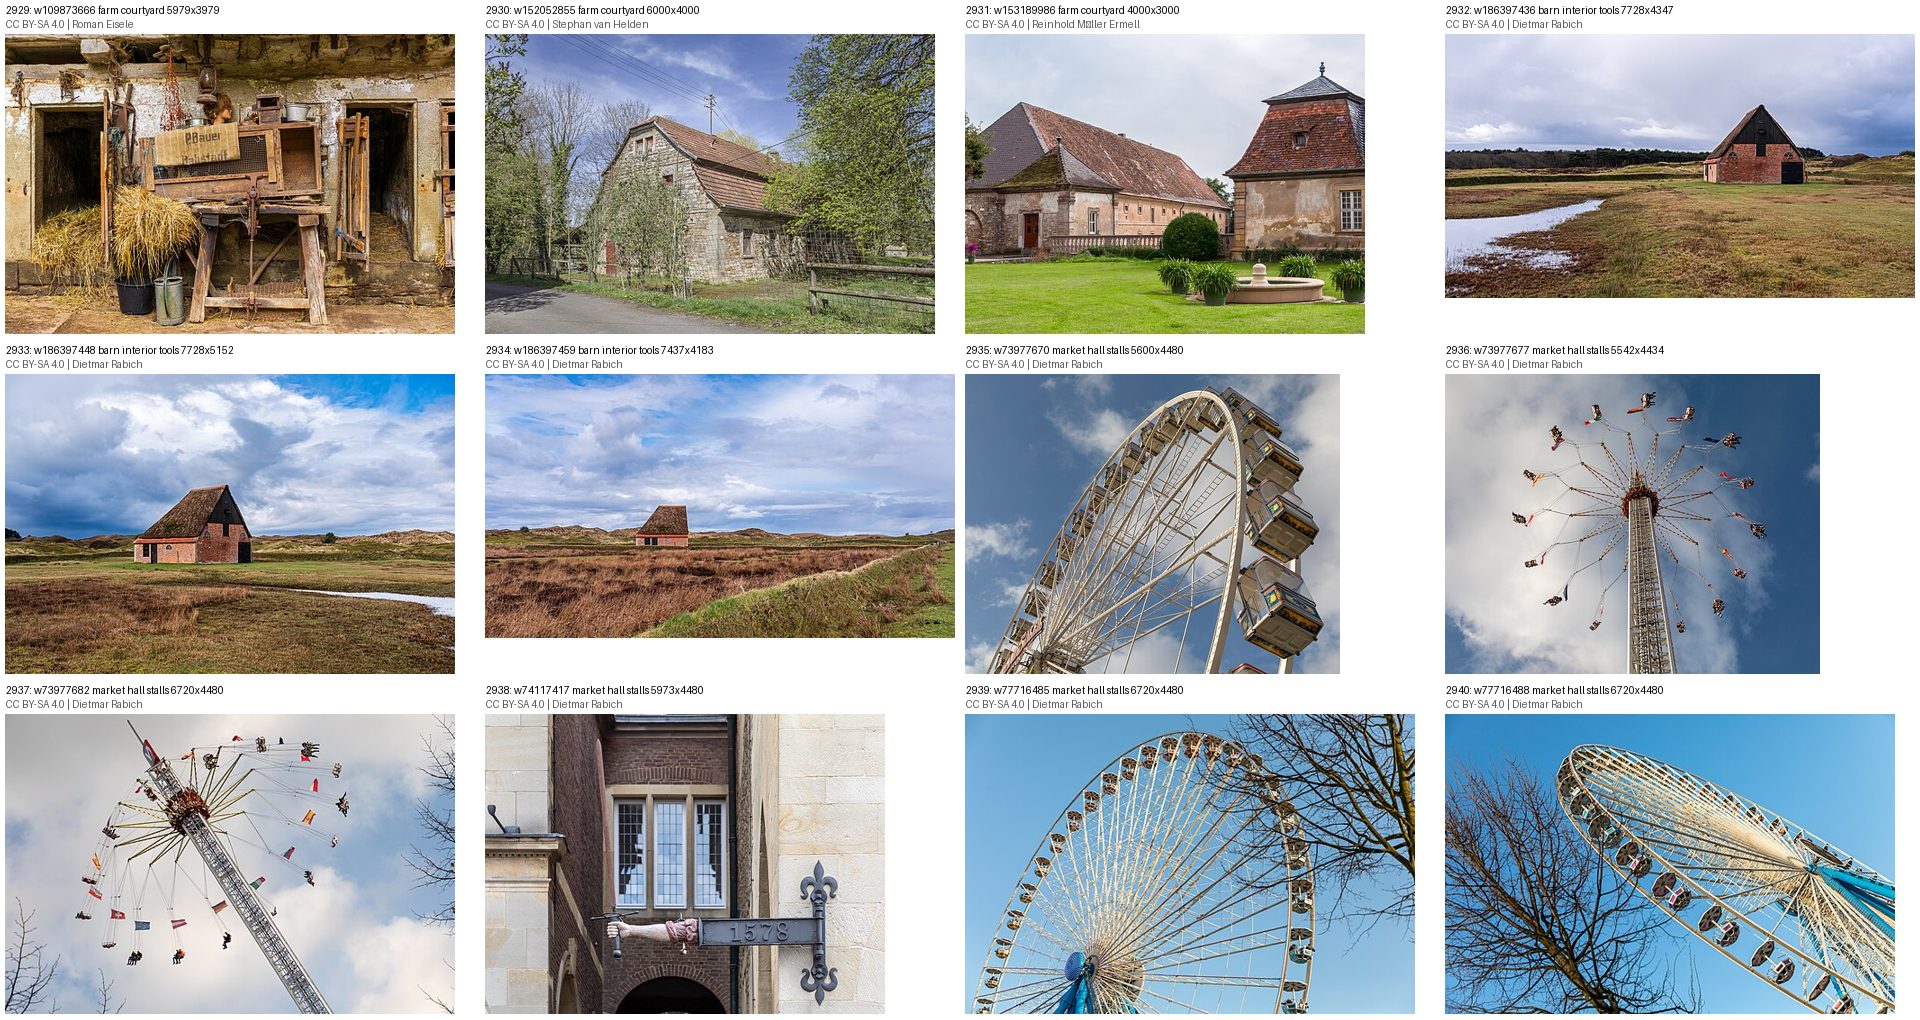 2929: w109873666 farm courtyard 5979x3979
CC BY-SA 4.0 | Roman Eisele
2930: w152052855 farm courtyard 6000x4000
CC BY-SA 4.0 | Stephan van Helden
2931: w153189986 farm courtyard 4000x3000
CC BY-SA 4.0 | Reinhold M▯ller Ermell
2932: w186397436 barn interior tools 7728x4347
CC BY-SA 4.0 | Dietmar Rabich
P.Bauer
2933: w186397448 barn interior tools 7728x5152
CC BY-SA 4.0 | Dietmar Rabich
2934: w186397459 barn interior tools 7437x4183
CC BY-SA 4.0 | Dietmar Rabich
2935: w73977670 market hall stalls 5600x4480
CC BY-SA 4.0 | Dietmar Rabich
2936: w73977677 market hall stalls 5542x4434
CC BY-SA 4.0 | Dietmar Rabich
2937: w73977682 market hall stalls 6720x4480
CC BY-SA 4.0 | Dietmar Rabich
2938: w74117417 market hall stalls 5973x4480
CC BY-SA 4.0 | Dietmar Rabich
2939: w77716485 market hall stalls 6720x4480
CC BY-SA 4.0 | Dietmar Rabich
2940: w77716488 market hall stalls 6720x4480
CC BY-SA 4.0 | Dietmar Rabich
1578